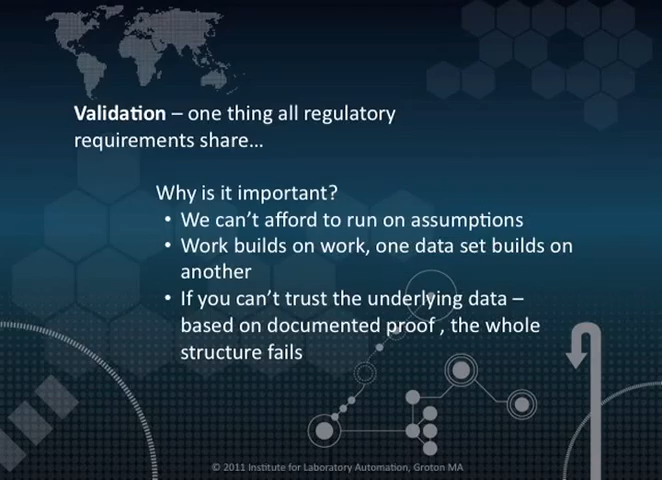 Validation – one thing all regulatory
requirements share...
Why is it important?
• We can't afford to run on assumptions
• Work builds on work, one data set builds on
another
• If you can't trust the underlying data –
based on documented proof , the whole
structure fails
© 2011 Institute for Laboratory Automation, Groton MA